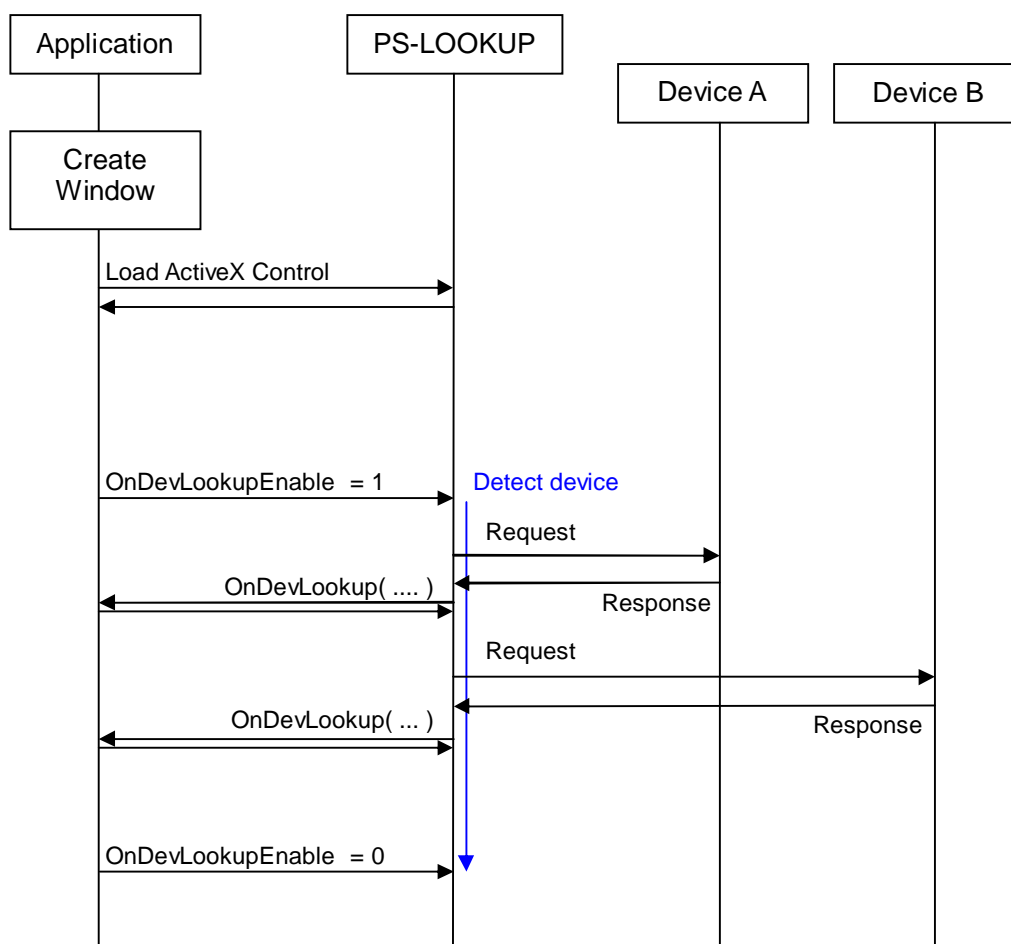 Application
PS-LOOKUP
Device A
Device B
Create
Window
Load ActiveX Control
OnDevLookupEnable = 1
Detect device
Request
OnDevLookup( .... )
Response
Request
OnDevLookup( ... )
Response
OnDevLookupEnable = 0